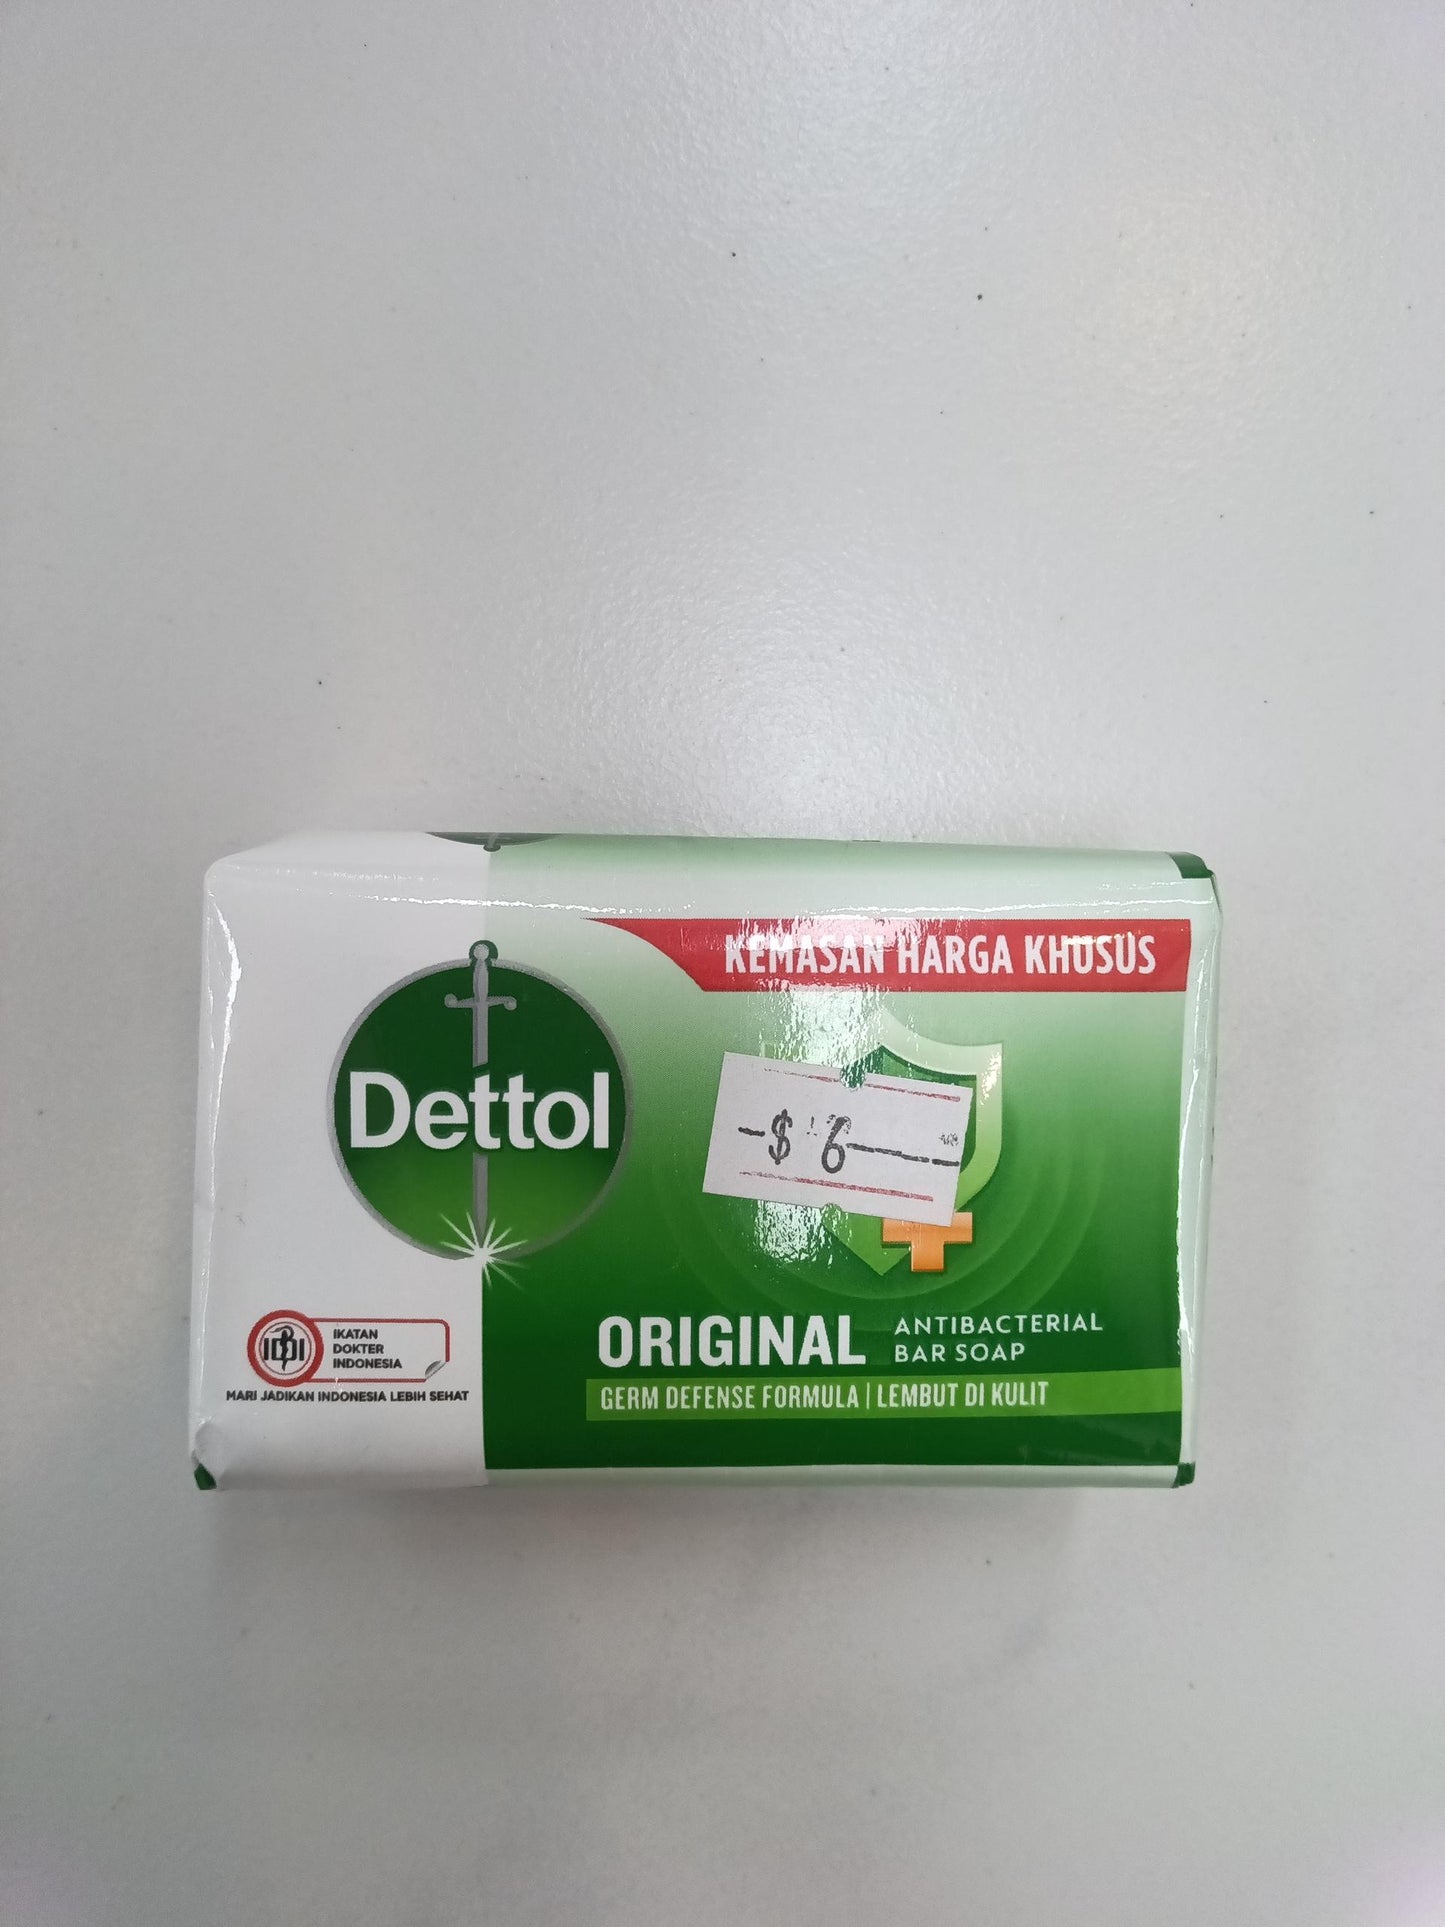 KEMASAN HARGA KHUSUS
Dettol
$ 6
ORIGINAL
ANTIBACTERIAL
BAR SOAP
GERM DEFENSE FORMULA | LEMBUT DI KULIT
IDI
IKATAN
DOKTER
INDONESIA
MARI JADIKAN INDONESIA LEBIH SEHAT